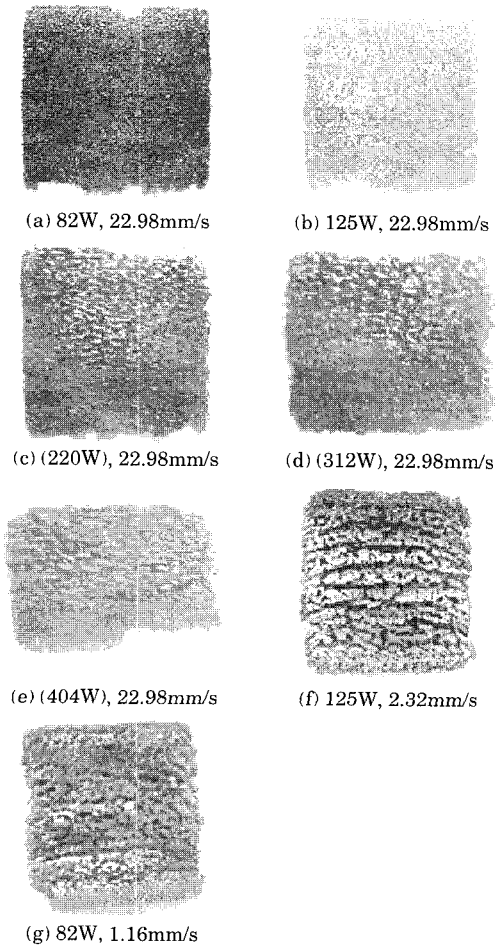 (a) 82W, 22.98mm/s
(b) 125W, 22.98mm/s
(c) (220W), 22.98mm/s
(d) (312W), 22.98mm/s
(e) (404W), 22.98mm/s
(f) 125W, 2.32mm/s
(g) 82W, 1.16mm/s